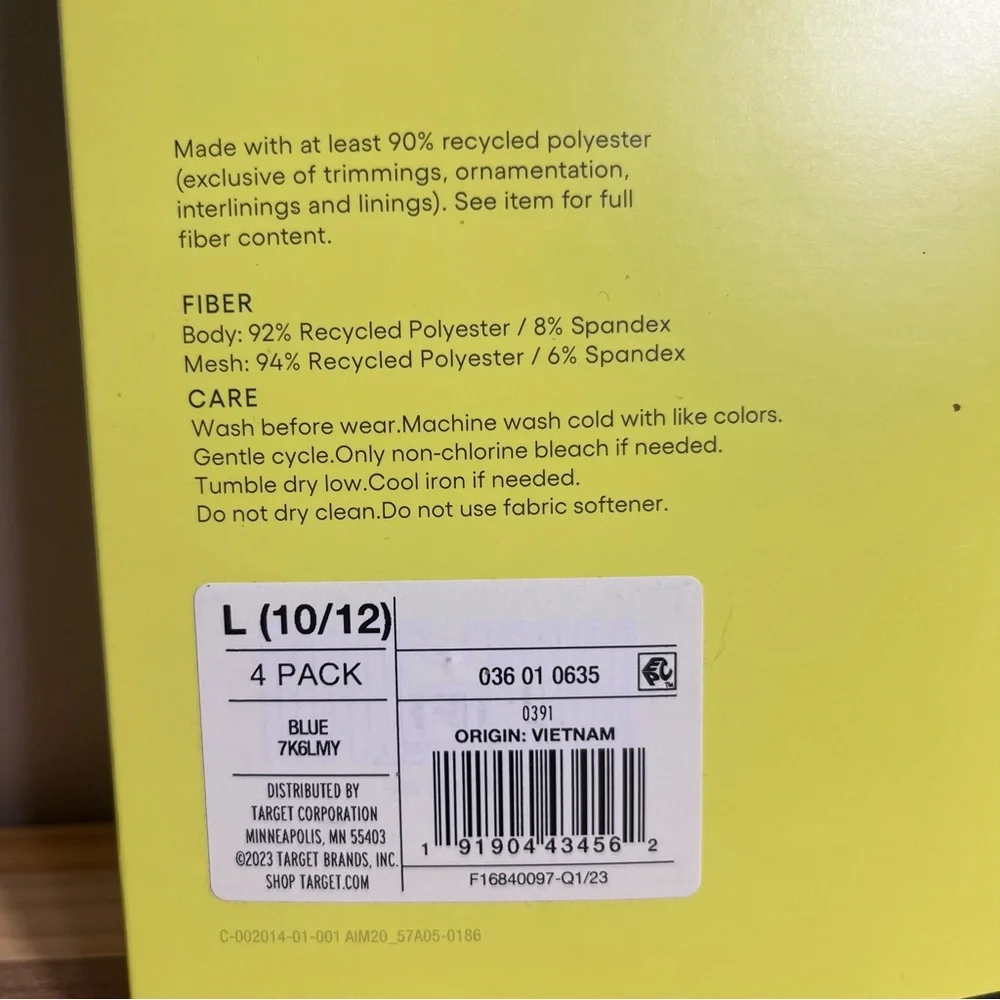 Made with at least 90% recycled polyester
(exclusive of trimmings, ornamentation,
interlinings and linings). See item for full
fiber content.
FIBER
Body: 92% Recycled Polyester / 8% Spandex
Mesh: 94% Recycled Polyester / 6% Spandex
CARE
Wash before wear.Machine wash cold with like colors.
Gentle cycle.Only non-chlorine bleach if needed.
Tumble dry low.Cool iron if needed.
Do not dry clean.Do not use fabric softener.
L (10/12)
4 PACK
BLUE
7K6LMY
DISTRIBUTED BY
TARGET CORPORATION
MINNEAPOLIS, MN 55403
©2023 TARGET BRANDS, INC.
SHOP TARGET.COM
036 01 0635
0391
ORIGIN: VIETNAM
1 91904 43456 2
F16840097-Q1/23
C-002014-01-001 AIM20_57A05-0186